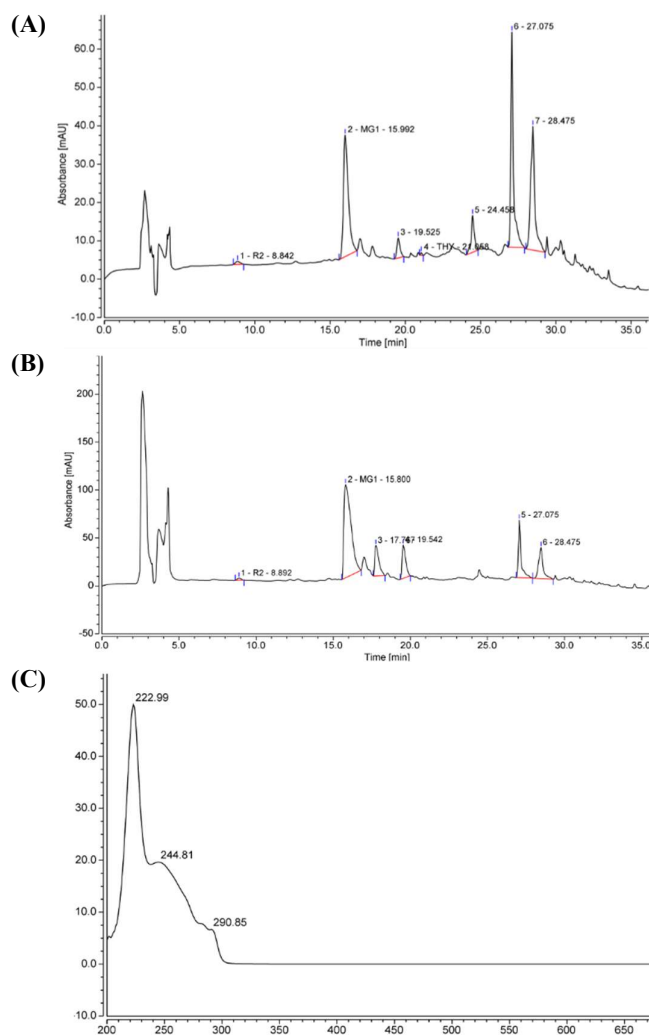 (A)
60.0
50.0
40.0
30.0
20.0
10.0
0.0
-10.0
Absorbance [mAU]
1 - R2 - 8.842
2 - MG1 - 15.992
3 - 19.525
4 - THY - 21.058
5 - 24.458
6 - 27.075
7 - 28.475
0.0 5.0 10.0 15.0 20.0 25.0 30.0 35.0
Time [min]
(B)
200
150
100
50
0
-50
Absorbance [mAU]
1 - R2 - 8.892
2 - MG1 - 15.800
3 - 17.767
19.542
5 - 27.075
6 - 28.475
0.0 5.0 10.0 15.0 20.0 25.0 30.0 35.0
Time [min]
(C)
50.0
40.0
30.0
20.0
10.0
0.0
-10.0
222.99
244.81
290.85
200 250 300 350 400 450 500 550 600 650